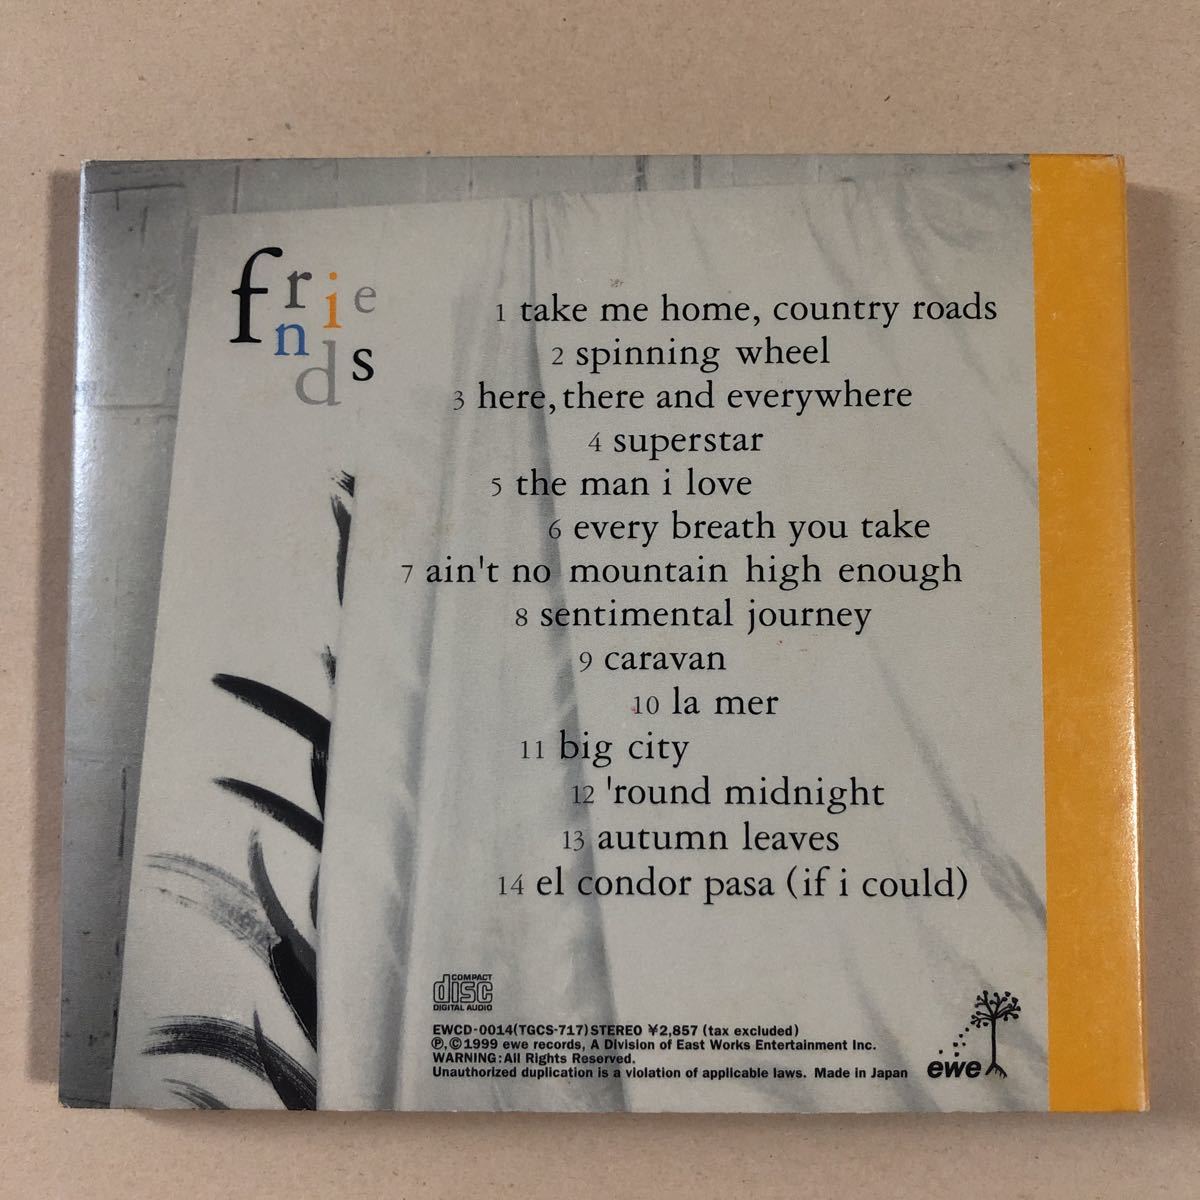 friends
1 take me home, country roads
2 spinning wheel
3 here, there and everywhere
4 superstar
5 the man i love
6 every breath you take
7 ain't no mountain high enough
8 sentimental journey
9 caravan
10 la mer
11 big city
12 'round midnight
13 autumn leaves
14 el condor pasa (if i could)
COMPACT
disc
DIGITAL AUDIO
EWCD-0014(TGCS-717)STEREO ¥2,857 (tax excluded)
℗,©1999 ewe records, A Division of East Works Entertainment Inc.
WARNING:All Rights Reserved.
Unauthorized duplication is a violation of applicable laws. Made in Japan
ewe